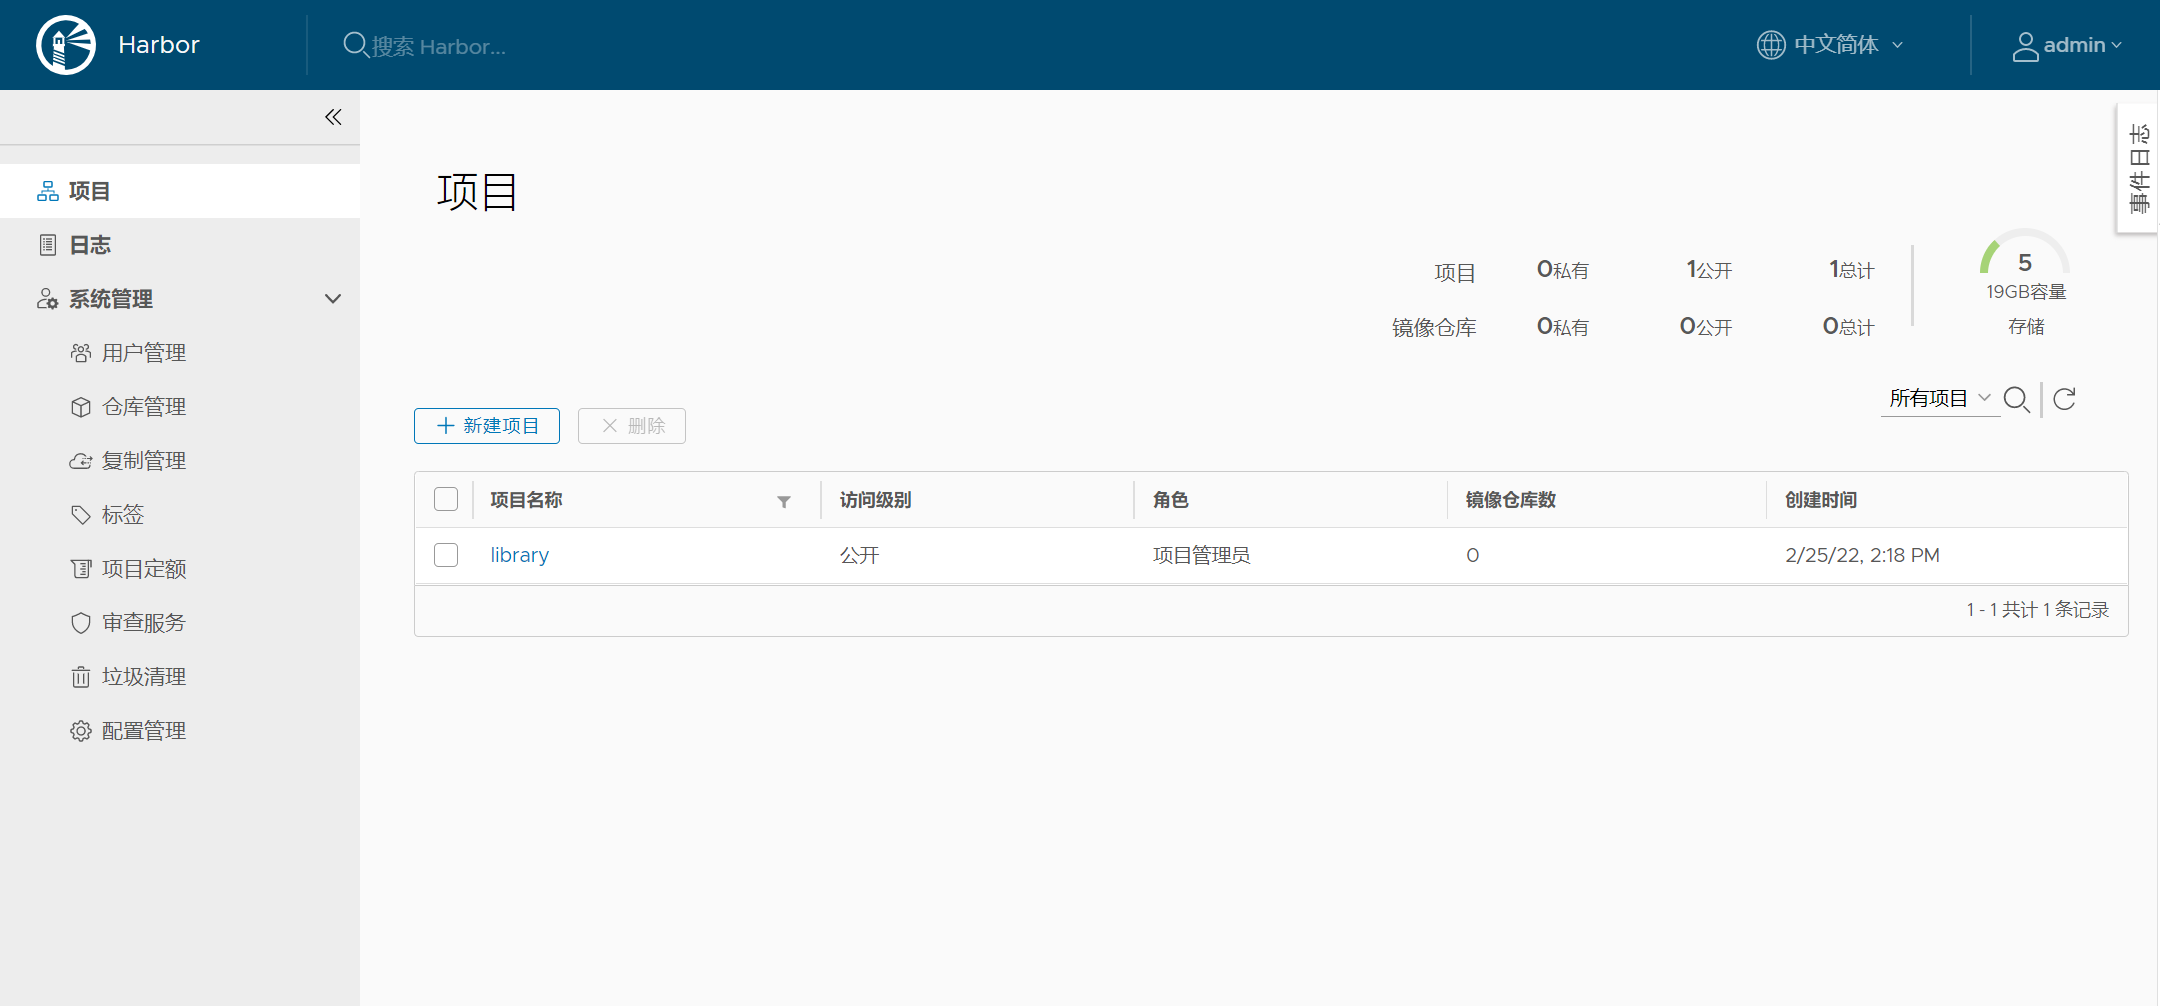 Harbor
搜索 Harbor...
中文简体
admin
项目
日志
系统管理
用户管理
仓库管理
复制管理
标签
项目定额
审查服务
垃圾清理
配置管理
事件日志
项目
项目 0私有 1公开 1总计
镜像仓库 0私有 0公开 0总计
5
19GB容量
存储
所有项目
新建项目
删除
项目名称 访问级别 角色 镜像仓库数 创建时间
library 公开 项目管理员 0 2/25/22, 2:18 PM
1 - 1 共计 1 条记录